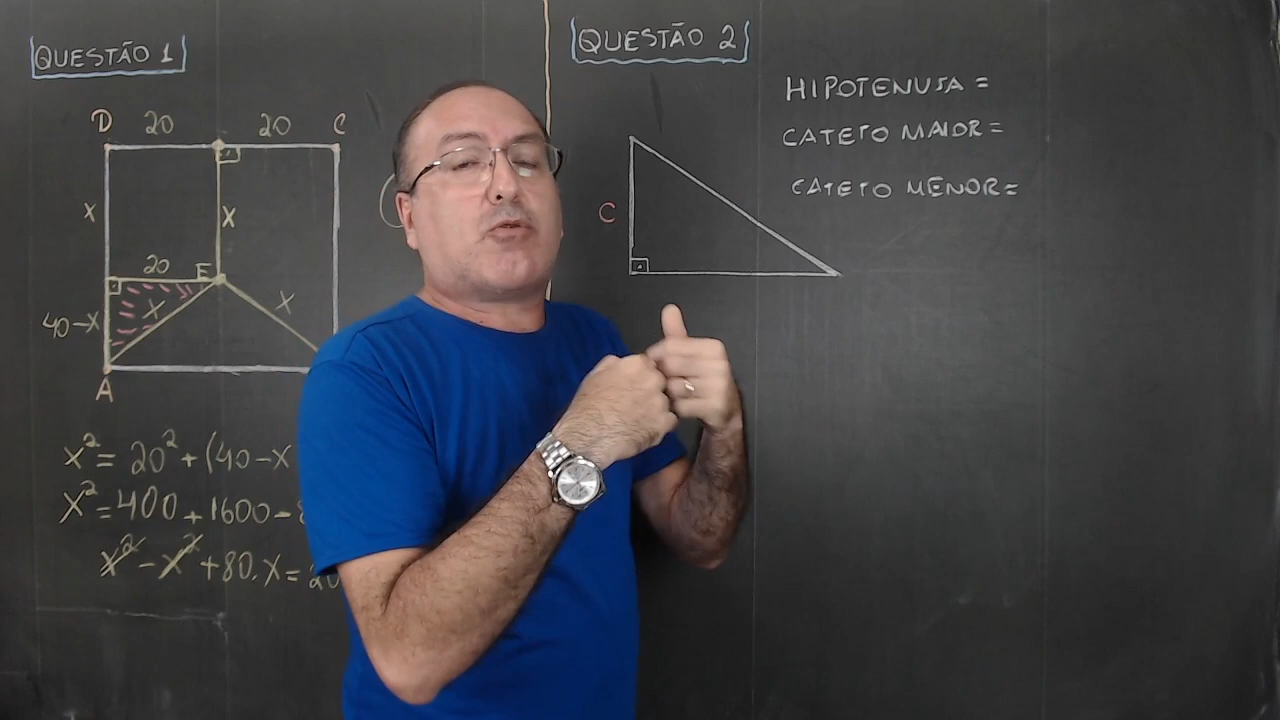 QUESTÃO 1
D 20 20 C
x x
20 E
40-x x x
A
x² = 20² + (40-x
x² = 400 + 1600 - 8
x² - x² + 80.x = 20
QUESTÃO 2
HIPOTENUSA =
CATETO MAIOR =
CATETO MENOR =
C